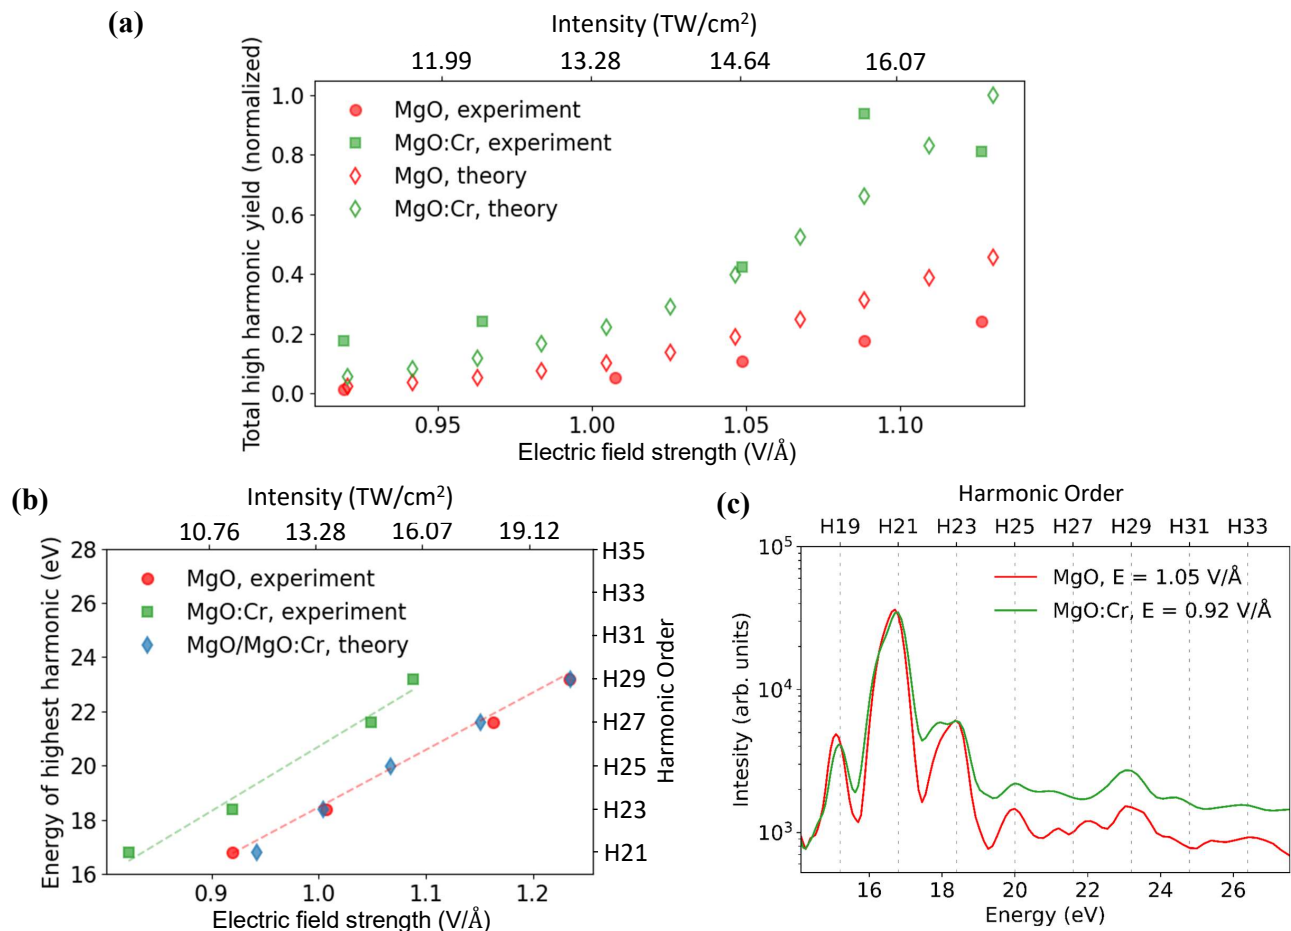 (a)
Intensity (TW/cm²)
11.99 13.28 14.64 16.07
Total high harmonic yield (normalized)
1.0
0.8
0.6
0.4
0.2
0.0
MgO, experiment
MgO:Cr, experiment
MgO, theory
MgO:Cr, theory
0.95 1.00 1.05 1.10
Electric field strength (V/Å)
(b)
Intensity (TW/cm²)
10.76 13.28 16.07 19.12
Energy of highest harmonic (eV)
28
26
24
22
20
18
16
MgO, experiment
MgO:Cr, experiment
MgO/MgO:Cr, theory
H35
H33
H31
H29
H27
H25
H23
H21
Harmonic Order
0.9 1.0 1.1 1.2
Electric field strength (V/Å)
(c)
Harmonic Order
H19 H21 H23 H25 H27 H29 H31 H33
Intesity (arb. units)
10⁵
10⁴
10³
MgO, E = 1.05 V/Å
MgO:Cr, E = 0.92 V/Å
16 18 20 22 24 26
Energy (eV)